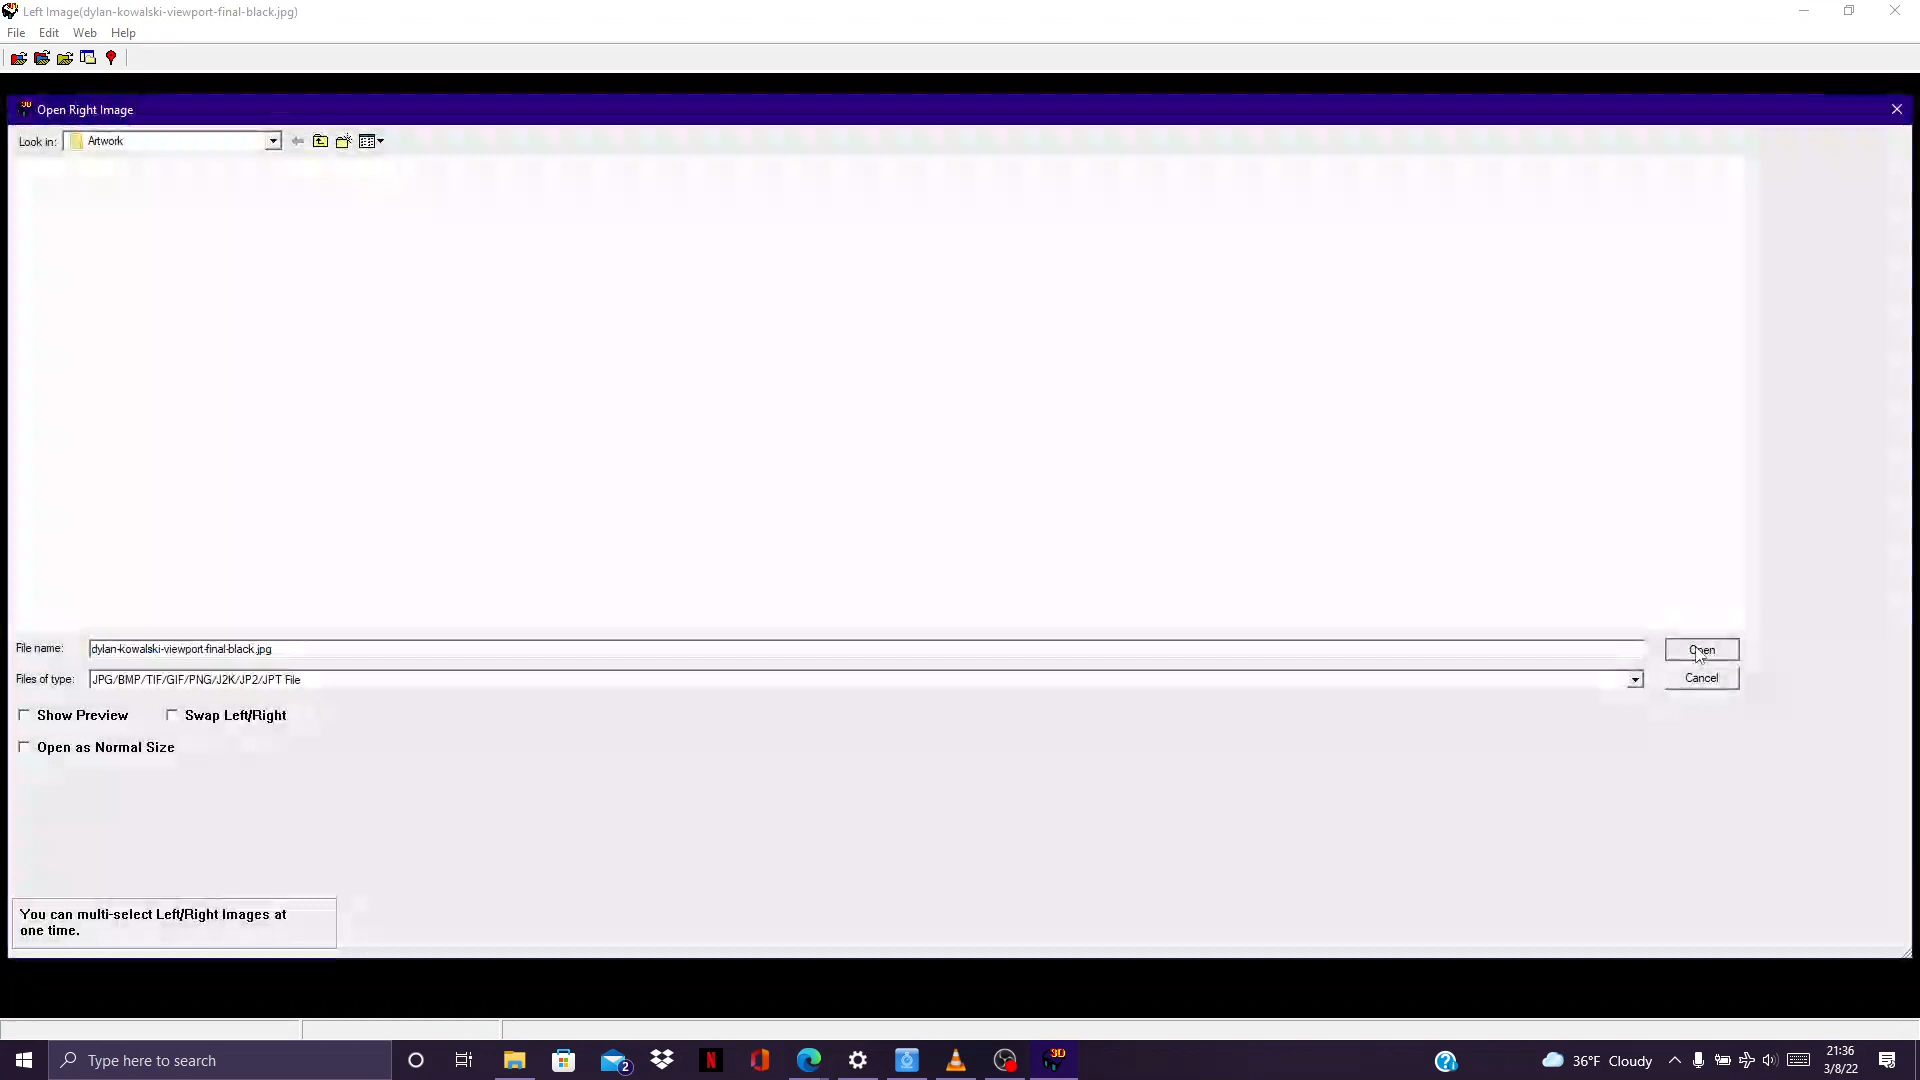 Left Image(dylan-kowalski-viewport-final-black.jpg)
File Edit Web Help
3D Open Right Image
Look in: Artwork
File name: dylan-kowalski-viewport-final-black.jpg Open
Files of type: JPG/BMP/TIF/GIF/PNG/J2K/JP2/JPT File Cancel
Show Preview Swap Left/Right
Open as Normal Size
You can multi-select Left/Right Images at
one time.
Type here to search 2 N 3D 36°F Cloudy 21:36
3/8/22